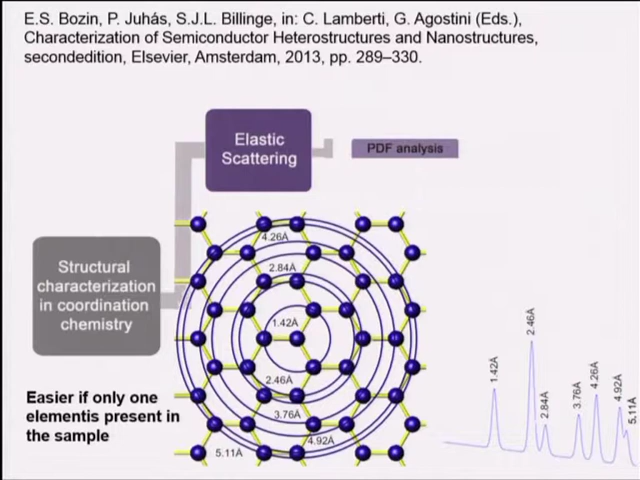 E.S. Bozin, P. Juhás, S.J.L. Billinge, in: C. Lamberti, G. Agostini (Eds.),
Characterization of Semiconductor Heterostructures and Nanostructures,
secondedition, Elsevier, Amsterdam, 2013, pp. 289–330.
Elastic
Scattering
PDF analysis
Structural
characterization
in coordination
chemistry
4.26Å
2.84Å
1.42Å
2.46Å
3.76Å
4.92Å
5.11Å
Easier if only one
elementis present in
the sample
1.42Å
2.46Å
2.84Å
3.76Å
4.26Å
4.92Å
5.11Å